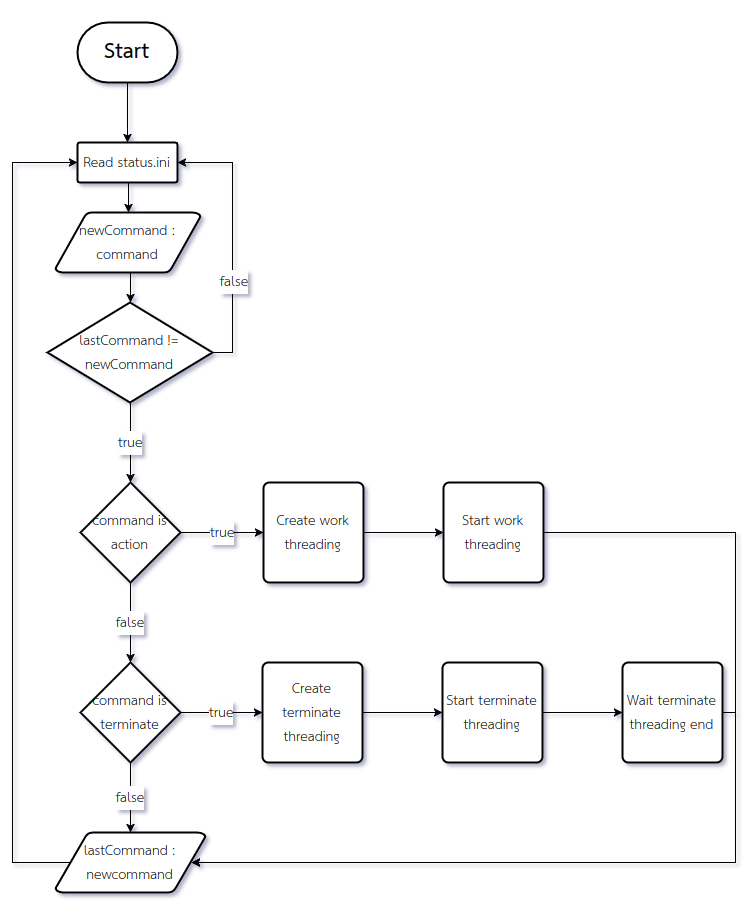 Start
Read status.ini
newCommand :
command
false
lastCommand !=
newCommand
true
command is
action
true
Create work
threading
Start work
threading
false
command is
terminate
true
Create
terminate
threading
Start terminate
threading
Wait terminate
threading end
false
lastCommand :
newcommand